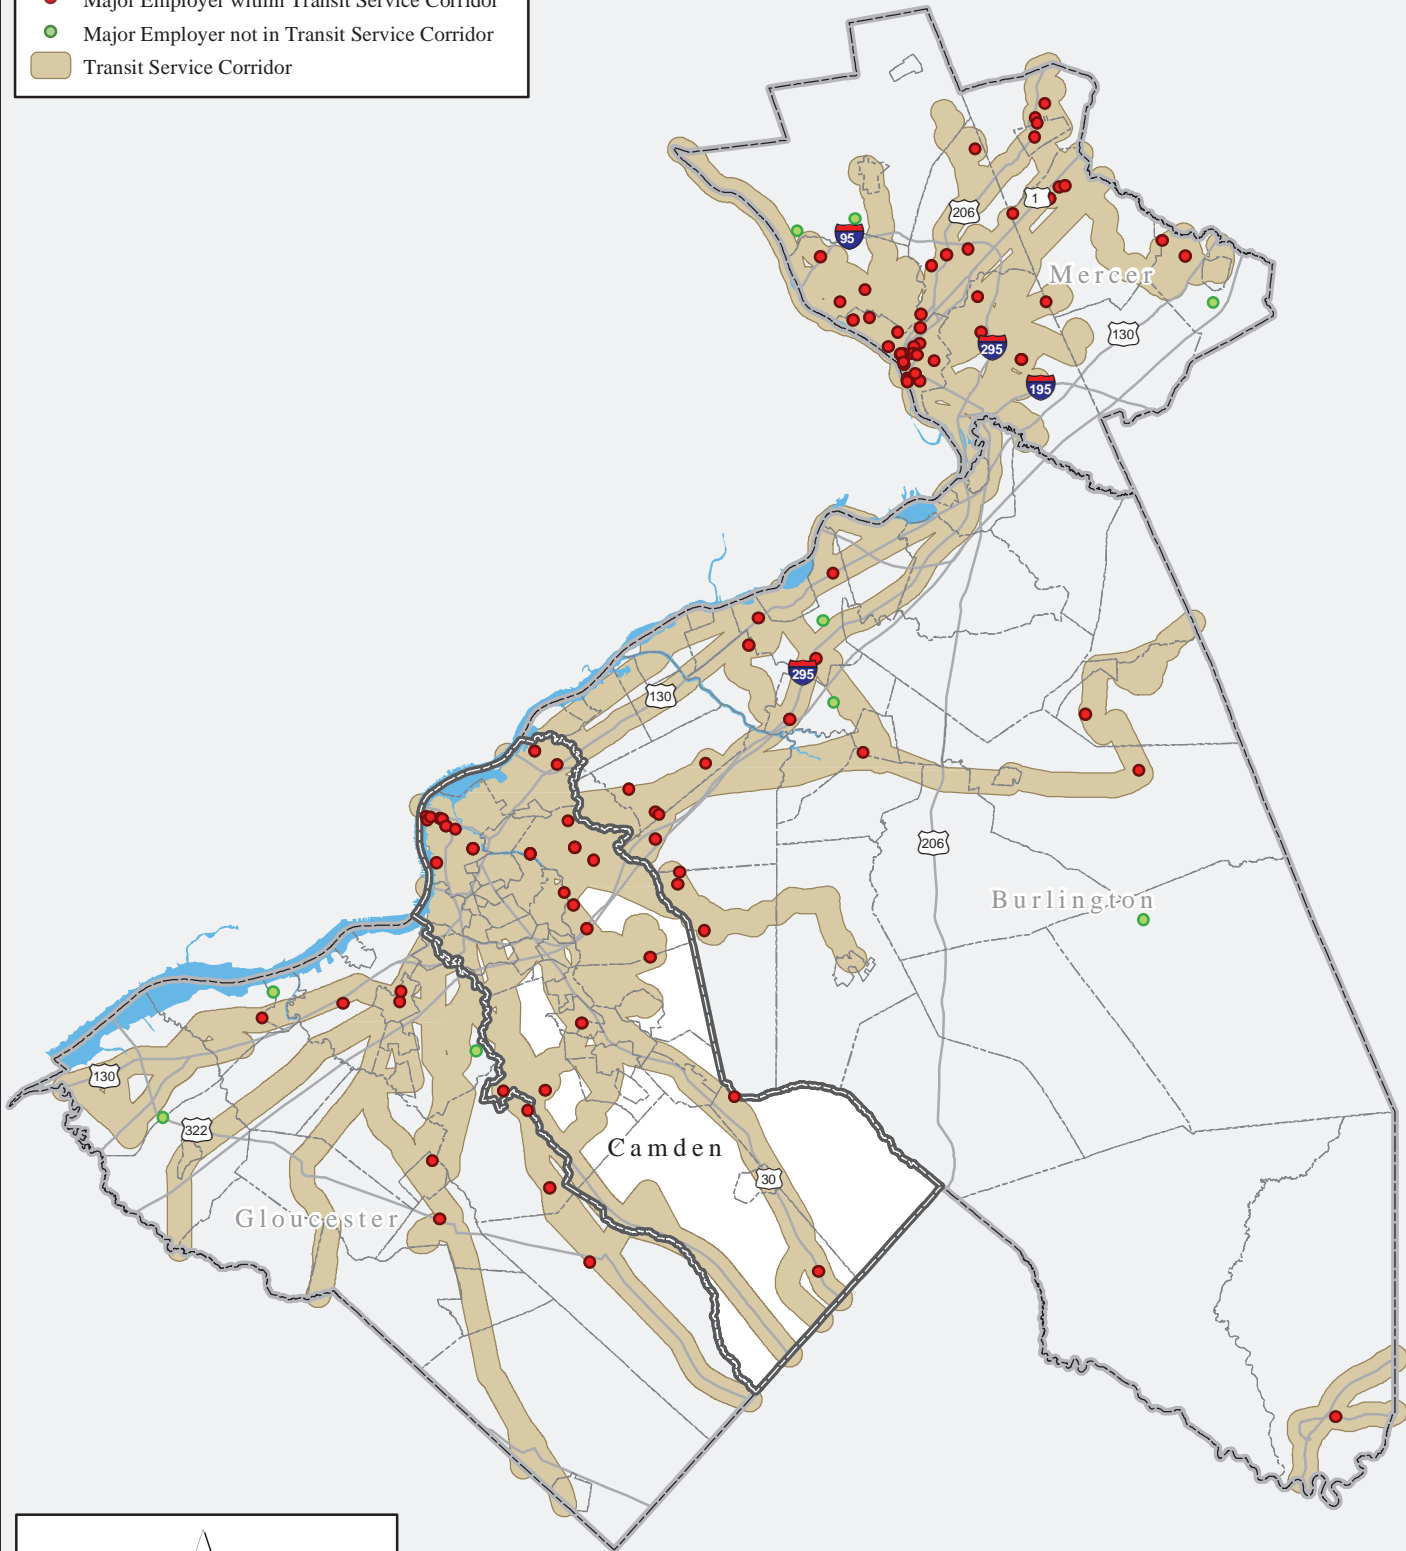 Major Employer within Transit Service Corridor
Major Employer not in Transit Service Corridor
Transit Service Corridor
206
1
95
Mercer
130
295
195
295
130
206
Burlington
130
322
Camden
30
Gloucester